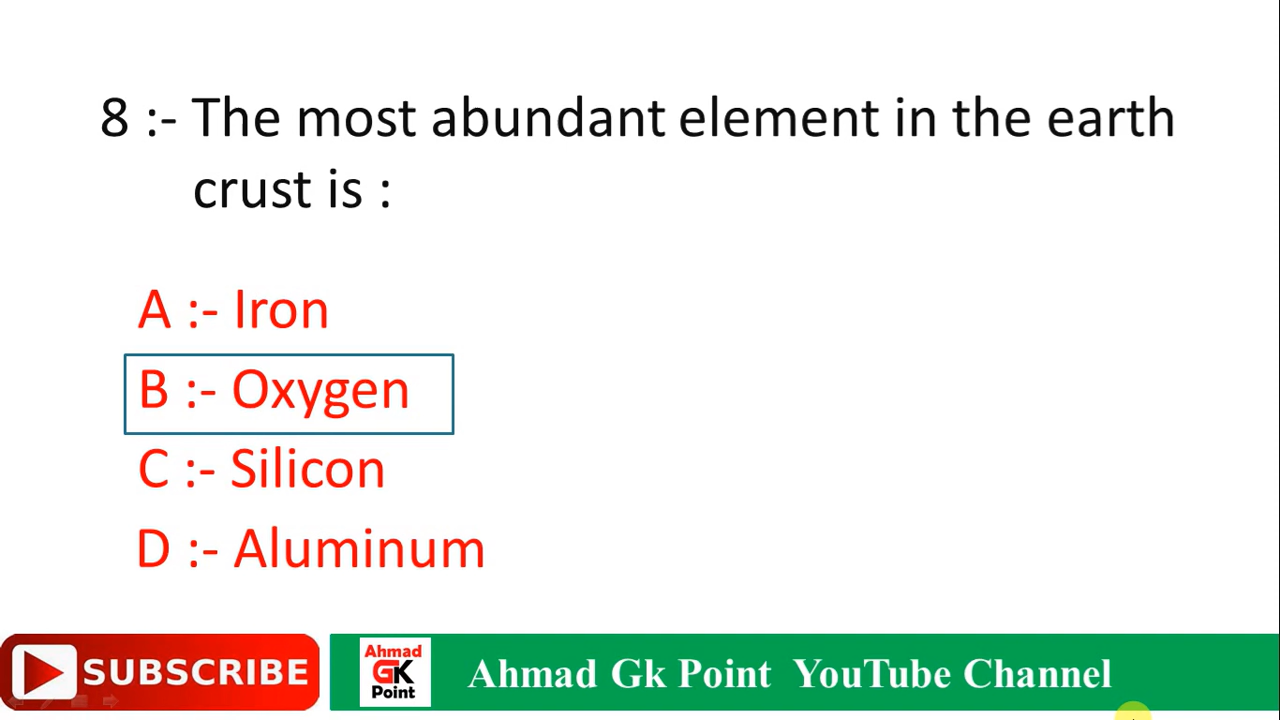 8 :- The most abundant element in the earth
crust is :
A :- Iron
B :- Oxygen
C :- Silicon
D :- Aluminum
SUBSCRIBE
Ahmad
GK
Point
Ahmad Gk Point YouTube Channel